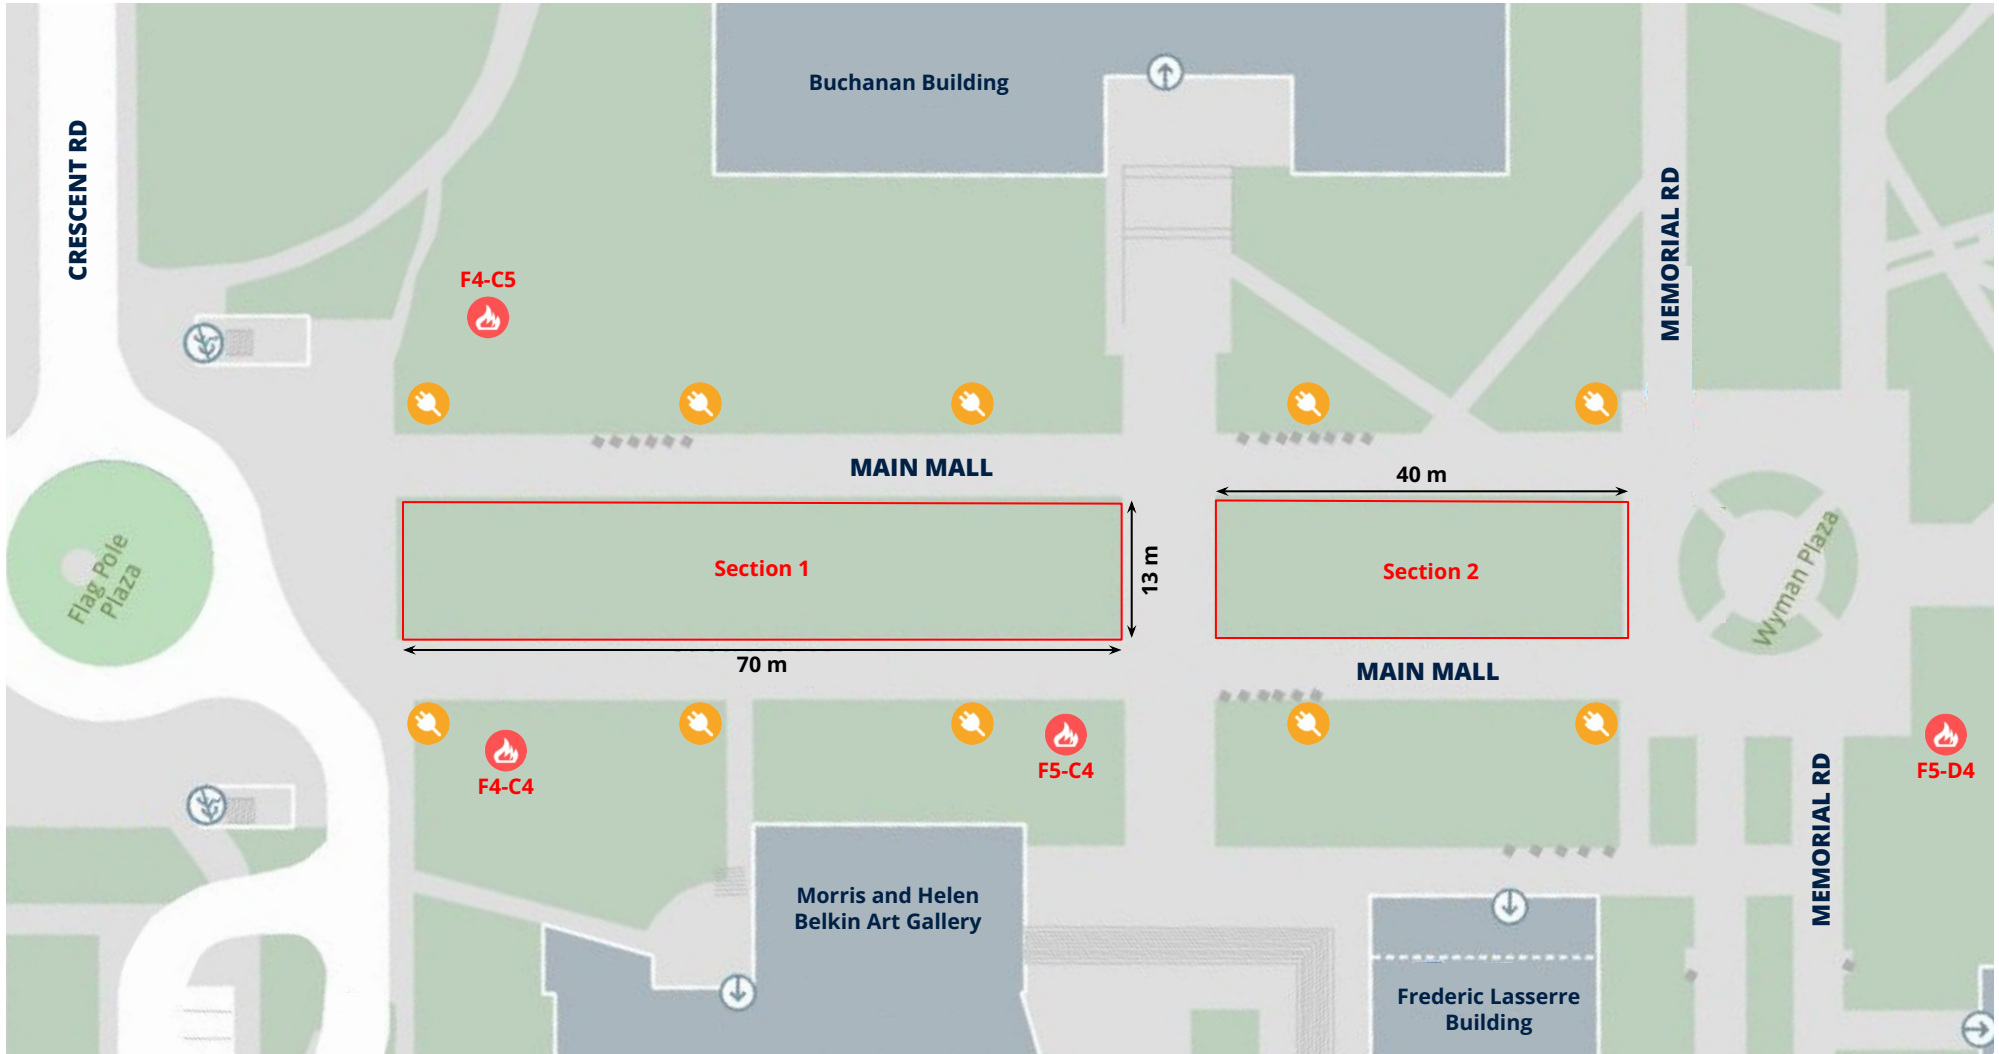 Buchanan Building
CRESCENT RD
MEMORIAL RD
F4-C5
MAIN MALL
40 m
Section 1
13 m
Section 2
Flag Pole
Plaza
Wyman Plaza
70 m
MAIN MALL
F4-C4
F5-C4
F5-D4
MEMORIAL RD
Morris and Helen
Belkin Art Gallery
Frederic Lasserre
Building